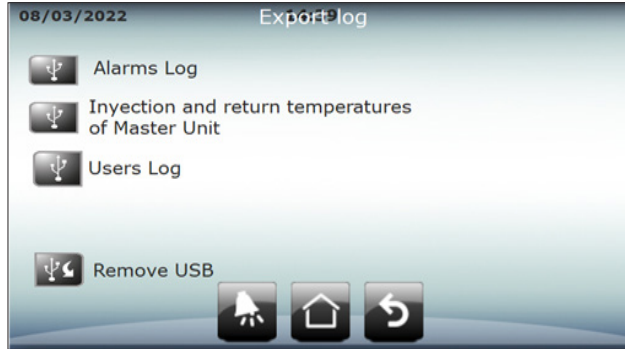 08/03/2022 Export log
Alarms Log
Inyection and return temperatures
of Master Unit
Users Log
Remove USB